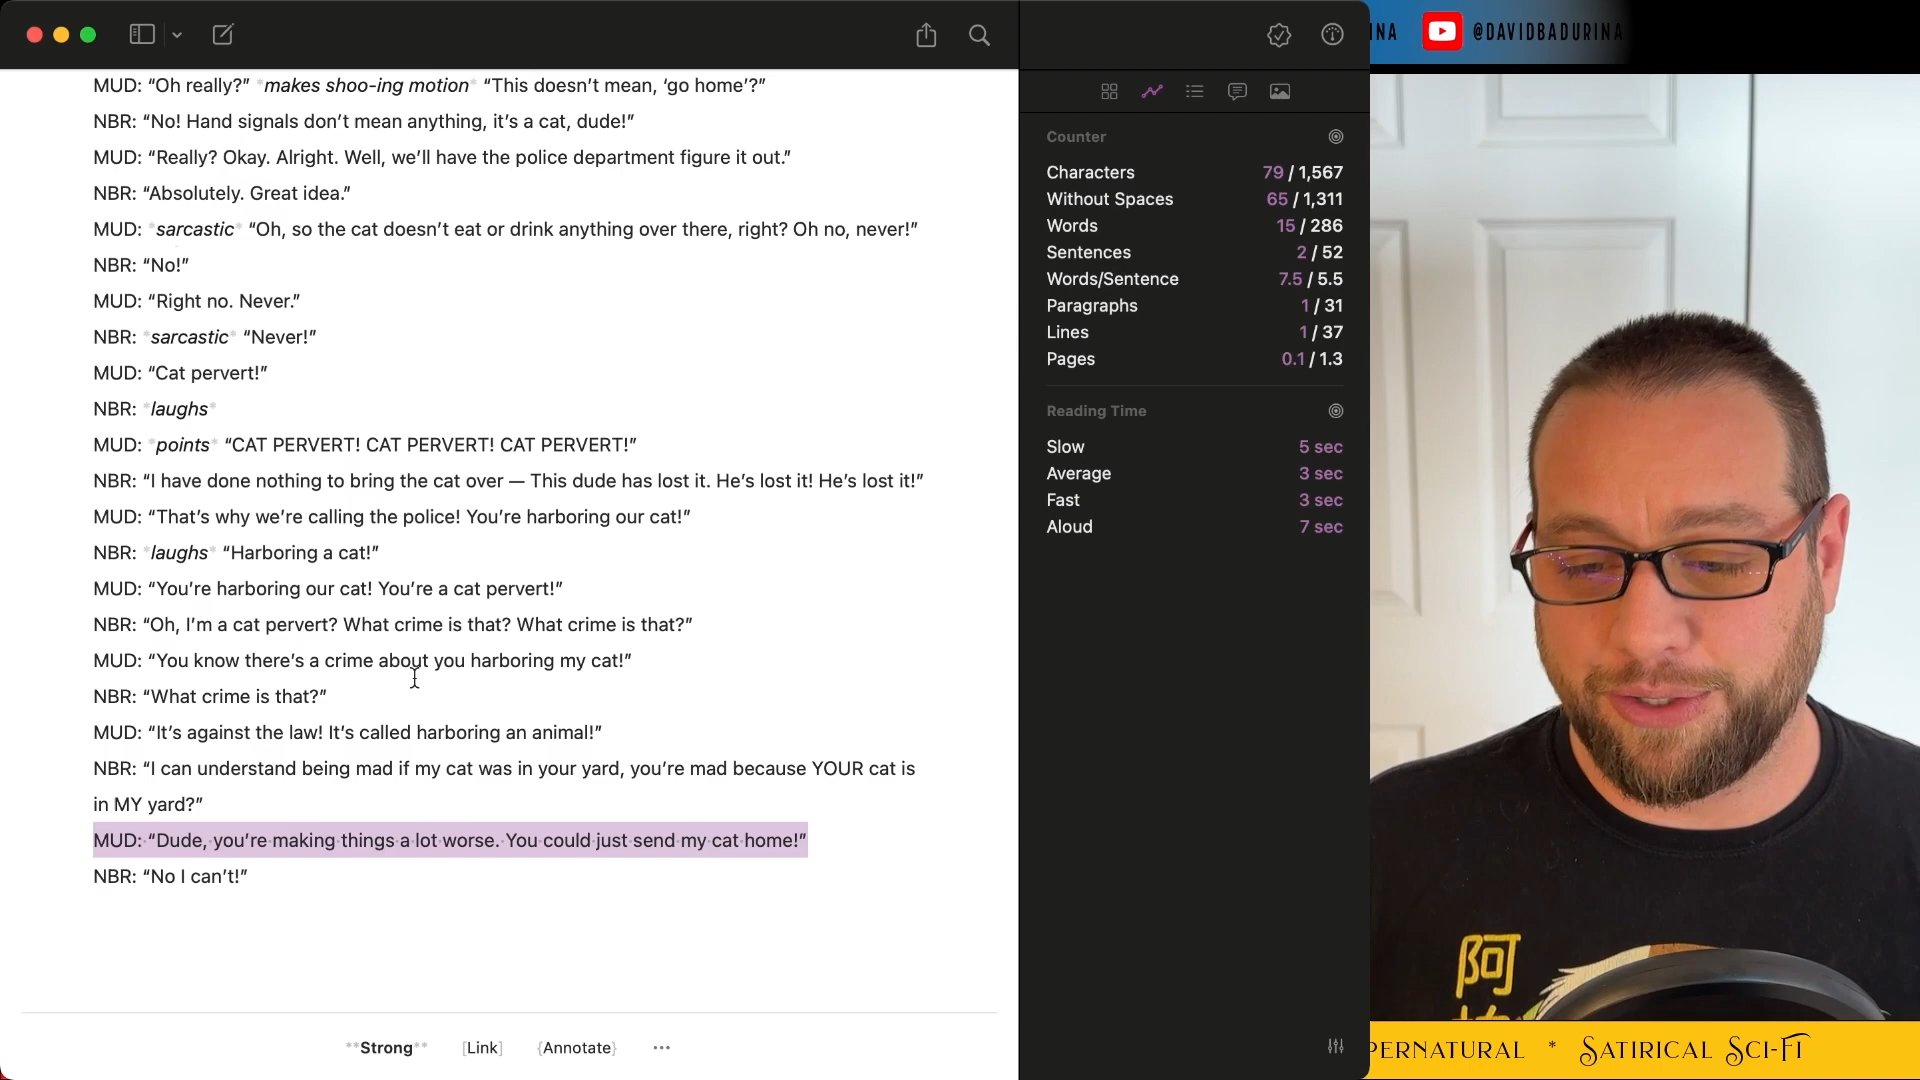 INA @DAVIDBADURINA
MUD: “Oh really?” *makes shoo-ing motion* “This doesn’t mean, ‘go home’?”
NBR: “No! Hand signals don’t mean anything, it’s a cat, dude!”
MUD: “Really? Okay. Alright. Well, we’ll have the police department figure it out.”
NBR: “Absolutely. Great idea.”
MUD: *sarcastic* “Oh, so the cat doesn’t eat or drink anything over there, right? Oh no, never!”
NBR: “No!”
MUD: “Right no. Never.”
NBR: *sarcastic* “Never!”
MUD: “Cat pervert!”
NBR: *laughs*
MUD: *points* “CAT PERVERT! CAT PERVERT! CAT PERVERT!”
NBR: “I have done nothing to bring the cat over — This dude has lost it. He’s lost it! He’s lost it!”
MUD: “That’s why we’re calling the police! You’re harboring our cat!”
NBR: *laughs* “Harboring a cat!”
MUD: “You’re harboring our cat! You’re a cat pervert!”
NBR: “Oh, I’m a cat pervert? What crime is that? What crime is that?”
MUD: “You know there’s a crime about you harboring my cat!”
NBR: “What crime is that?”
MUD: “It’s against the law! It’s called harboring an animal!”
NBR: “I can understand being mad if my cat was in your yard, you’re mad because YOUR cat is
in MY yard?”
MUD: “Dude, you’re making things a lot worse. You could just send my cat home!”
NBR: “No I can’t!”
**Strong** [Link] {Annotate} ···
Counter
Characters 79 / 1,567
Without Spaces 65 / 1,311
Words 15 / 286
Sentences 2 / 52
Words/Sentence 7.5 / 5.5
Paragraphs 1 / 31
Lines 1 / 37
Pages 0.1 / 1.3
Reading Time
Slow 5 sec
Average 3 sec
Fast 3 sec
Aloud 7 sec
阿
PERNATURAL * SATIRICAL SCI-FI